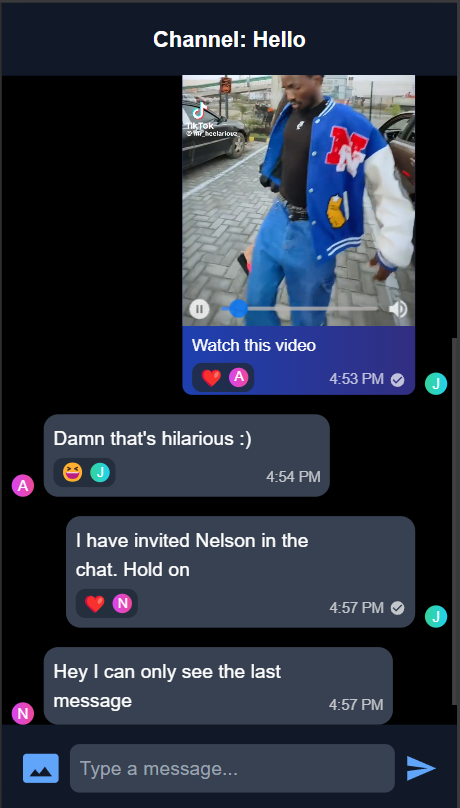 Channel: Hello
TikTok
Watch this video
A
4:53 PM
J
Damn that's hilarious :)
J
4:54 PM
A
I have invited Nelson in the
chat. Hold on
N
4:57 PM
J
Hey I can only see the last
message
4:57 PM
N
Type a message...